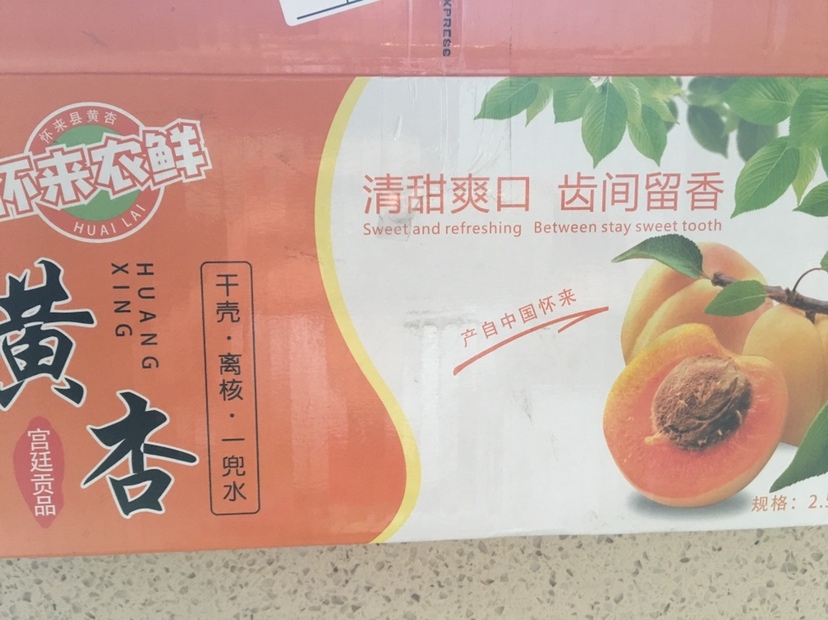 XPRESS
怀来县黄杏
怀来农鲜
HUAI LAI
清甜爽口 齿间留香
Sweet and refreshing Between stay sweet tooth
黄杏
HUANG
XING
干壳·离核·一兜水
宫廷贡品
产自中国怀来
规格：2.